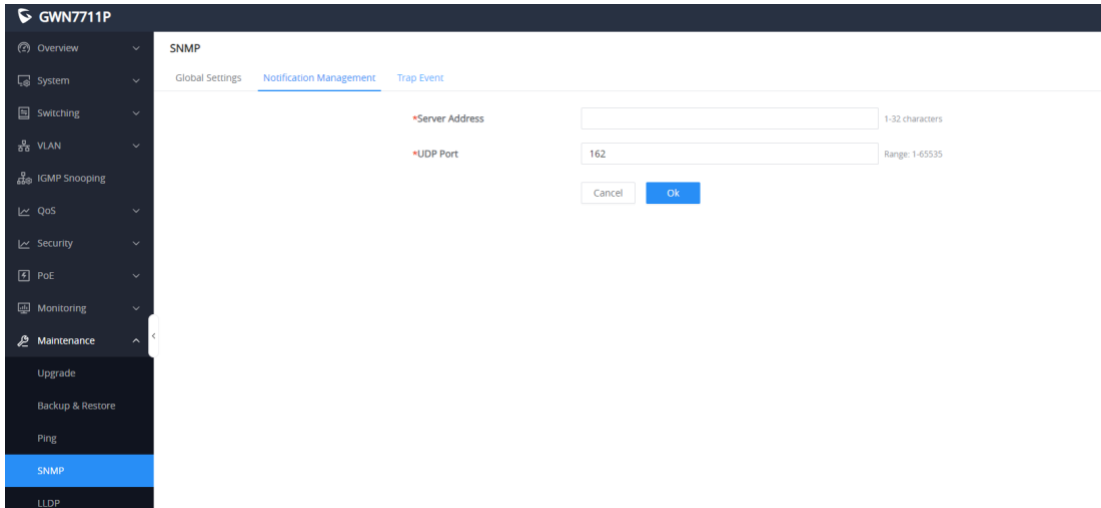 GWN7711P
Overview
System
Switching
VLAN
IGMP Snooping
QoS
Security
PoE
Monitoring
Maintenance
Upgrade
Backup & Restore
Ping
SNMP
LLDP
SNMP
Global Settings Notification Management Trap Event
*Server Address 1-32 characters
*UDP Port 162 Range: 1-65535
Cancel Ok